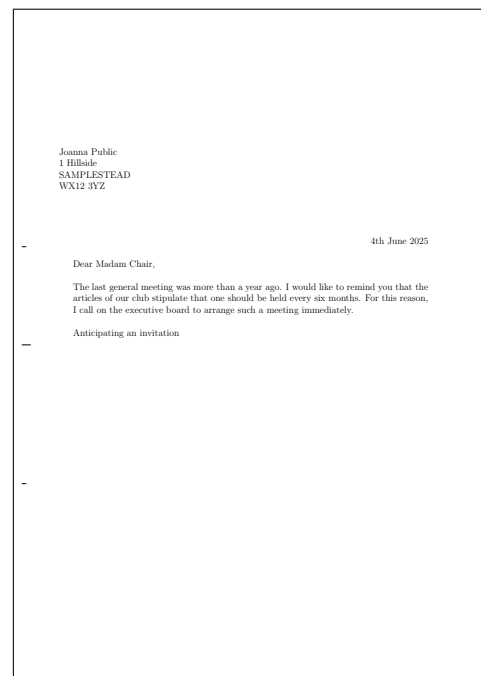 Joanna Public
1 Hillside
SAMPLESTEAD
WX12 3YZ
4th June 2025
Dear Madam Chair,
The last general meeting was more than a year ago. I would like to remind you that the
articles of our club stipulate that one should be held every six months. For this reason,
I call on the executive board to arrange such a meeting immediately.
Anticipating an invitation